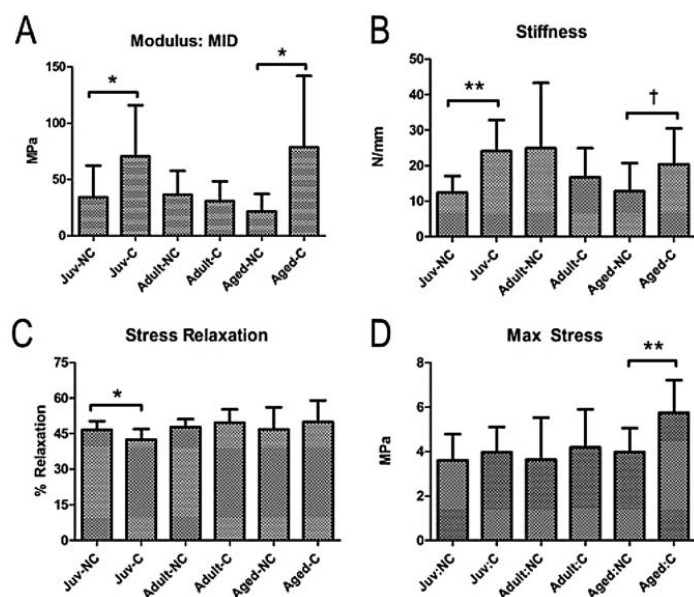 A
Modulus: MID
MPa
150
100
50
0
*
*
Juv-NC
Juv-C
Adult-NC
Adult-C
Aged-NC
Aged-C
B
Stiffness
N/mm
50
40
30
20
10
0
**
†
Juv-NC
Juv-C
Adult-NC
Adult-C
Aged-NC
Aged-C
C
Stress Relaxation
% Relaxation
75
60
45
30
15
0
*
Juv-NC
Juv-C
Adult-NC
Adult-C
Aged-NC
Aged-C
D
Max Stress
MPa
8
6
4
2
0
**
Juv:NC
Juv:C
Adult:NC
Adult:C
Aged:NC
Aged:C